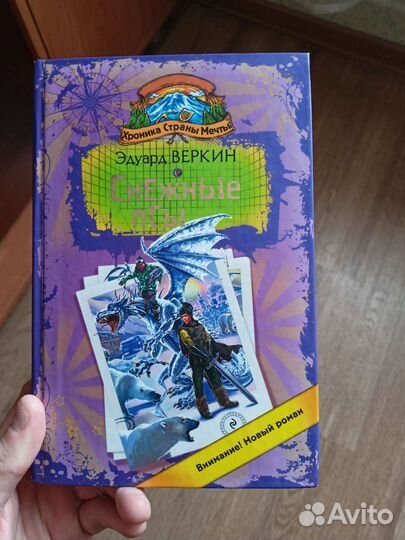 Хроника Страны Мечты
Эдуард ВЕРКИН
Снежные
псы
Внимание! Новый роман
Avito